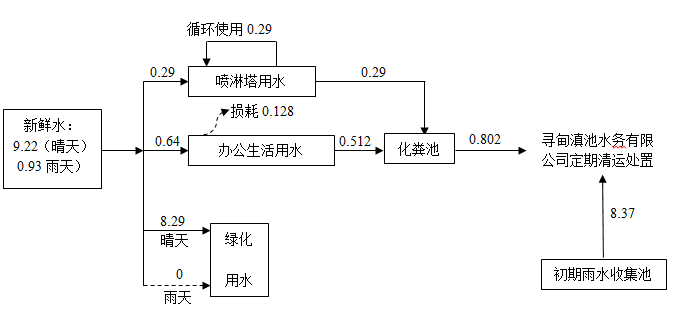 循环使用 0.29
0.29
喷淋塔用水
0.29
新鲜水：
9.22（晴天）
0.93 雨天）
损耗 0.128
0.64
办公生活用水
0.512
化粪池
0.802
寻甸滇池水务有限
公司定期清运处置
8.29
晴天
绿化
用水
0
雨天
8.37
初期雨水收集池